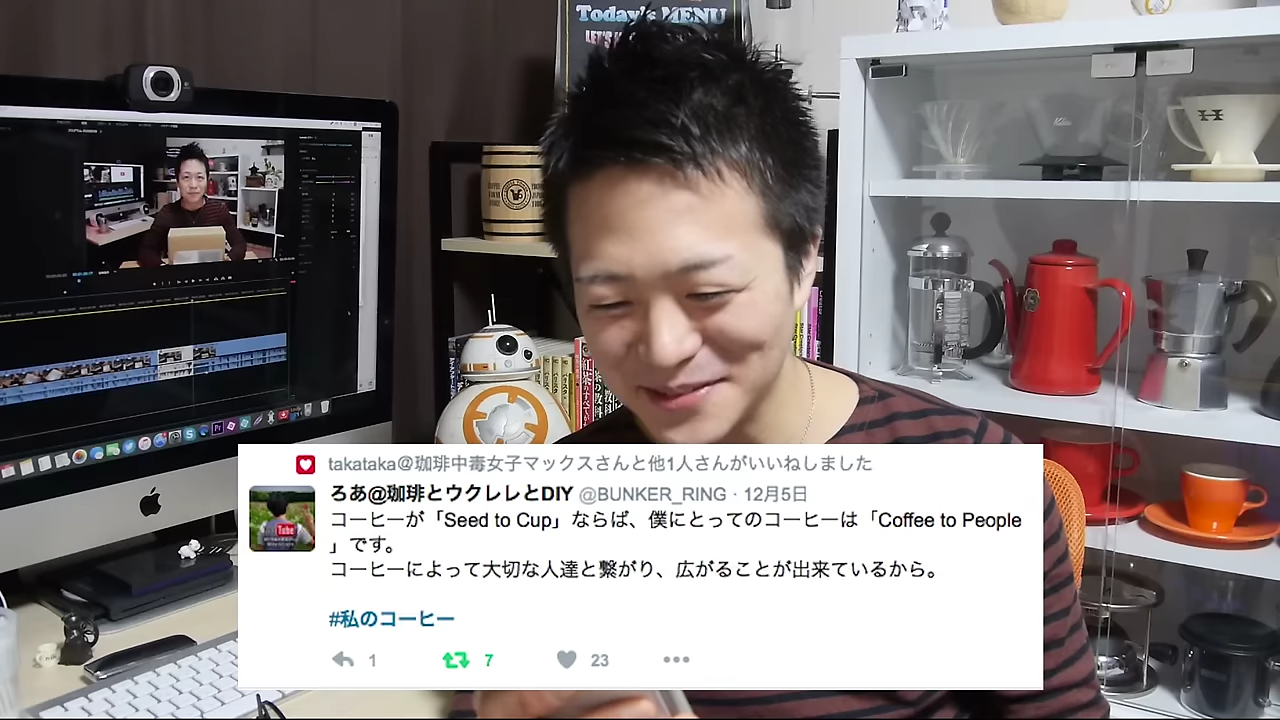 Today's MENU
takataka@珈琲中毒女子マックスさんと他1人さんがいいねしました
ろあ@珈琲とウクレレとDIY @BUNKER_RING · 12月5日
コーヒーが「Seed to Cup」ならば、僕にとってのコーヒーは「Coffee to People
」です。
コーヒーによって大切な人達と繋がり、広がることが出来ているから。
#私のコーヒー
1 7 23